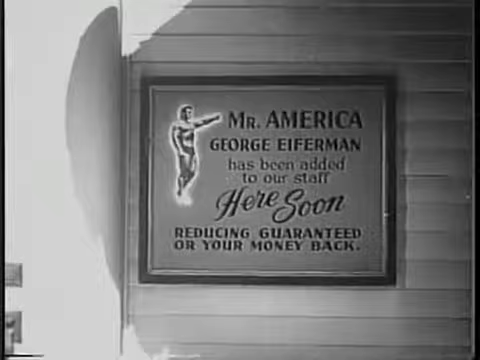 MR. AMERICA
GEORGE EIFERMAN
has been added
to our staff
Here Soon
REDUCING GUARANTEED
OR YOUR MONEY BACK.